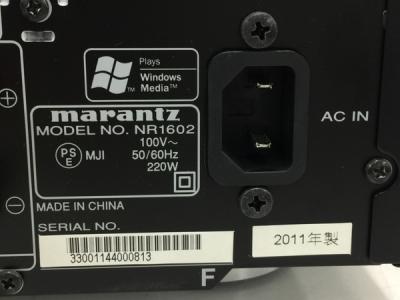 Plays
Windows
Media™
marantz
MODEL NO. NR1602
100V～
50/60Hz
220W
PS
E
MJI
AC IN
MADE IN CHINA
SERIAL NO.
33001144000813
2011年製
F